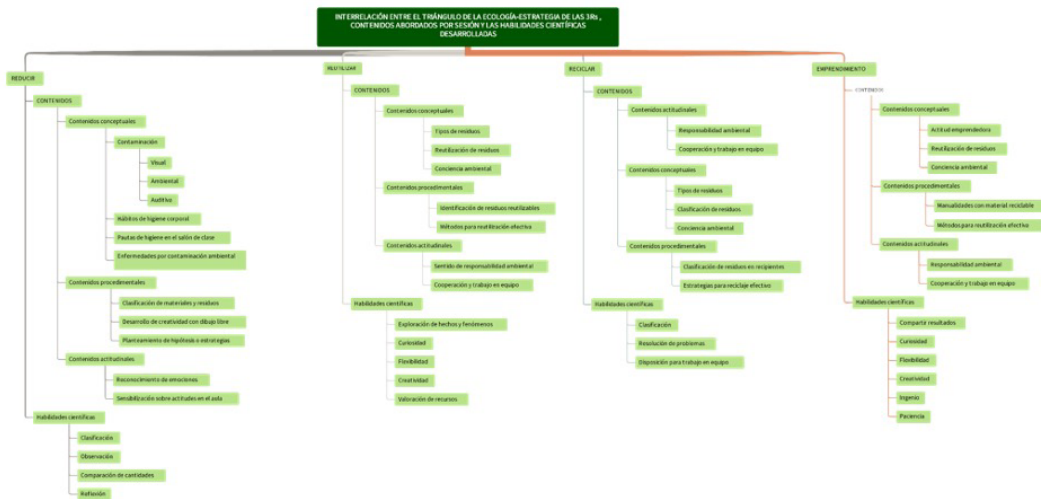 INTERRELACIÓN ENTRE EL TRIÁNGULO DE LA ECOLOGÍA-ESTRATEGIA DE LAS 3Rs ,
CONTENIDOS ABORDADOS POR SESIÓN Y LAS HABILIDADES CIENTÍFICAS
DESARROLLADAS
REDUCIR
CONTENIDOS
Contenidos conceptuales
Contaminación
Visual
Ambiental
Auditiva
Hábitos de higiene corporal
Pautas de higiene en el salón de clase
Enfermedades por contaminación ambiental
Contenidos procedimentales
Clasificación de materiales y residuos
Desarrollo de creatividad con dibujo libre
Planteamiento de hipótesis o estrategias
Contenidos actitudinales
Reconocimiento de emociones
Sensibilización sobre actitudes en el aula
Habilidades científicas
Clasificación
Observación
Comparación de cantidades
Reflexión
REUTILIZAR
CONTENIDOS
Contenidos conceptuales
Tipos de residuos
Reutilización de residuos
Conciencia ambiental
Contenidos procedimentales
Identificación de residuos reutilizables
Métodos para reutilización efectiva
Contenidos actitudinales
Sentido de responsabilidad ambiental
Cooperación y trabajo en equipo
Habilidades científicas
Exploración de hechos y fenómenos
Curiosidad
Flexibilidad
Creatividad
Valoración de recursos
RECICLAR
CONTENIDOS
Contenidos actitudinales
Responsabilidad ambiental
Cooperación y trabajo en equipo
Contenidos conceptuales
Tipos de residuos
Clasificación de residuos
Conciencia ambiental
Contenidos procedimentales
Clasificación de residuos en recipientes
Estrategias para reciclaje efectivo
Habilidades científicas
Clasificación
Resolución de problemas
Disposición para trabajo en equipo
EMPRENDIMIENTO
CONTENIDOS
Contenidos conceptuales
Actitud emprendedora
Reutilización de residuos
Conciencia ambiental
Contenidos procedimentales
Manualidades con material reciclable
Métodos para reutilización efectiva
Contenidos actitudinales
Responsabilidad ambiental
Cooperación y trabajo en equipo
Habilidades científicas
Compartir resultados
Curiosidad
Flexibilidad
Creatividad
Ingenio
Paciencia